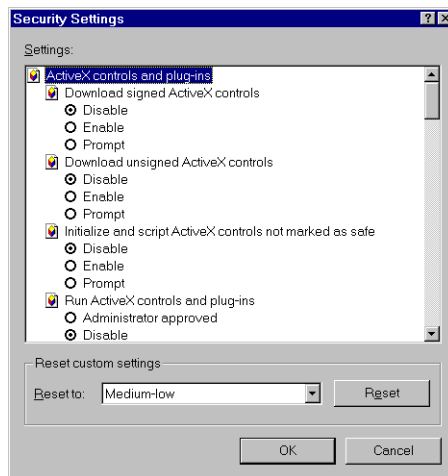 Security Settings
Settings:
ActiveX controls and plug-ins
Download signed ActiveX controls
Disable
Enable
Prompt
Download unsigned ActiveX controls
Disable
Enable
Prompt
Initialize and script ActiveX controls not marked as safe
Disable
Enable
Prompt
Run ActiveX controls and plug-ins
Administrator approved
Disable
Reset custom settings
Reset to: Medium-low Reset
OK Cancel